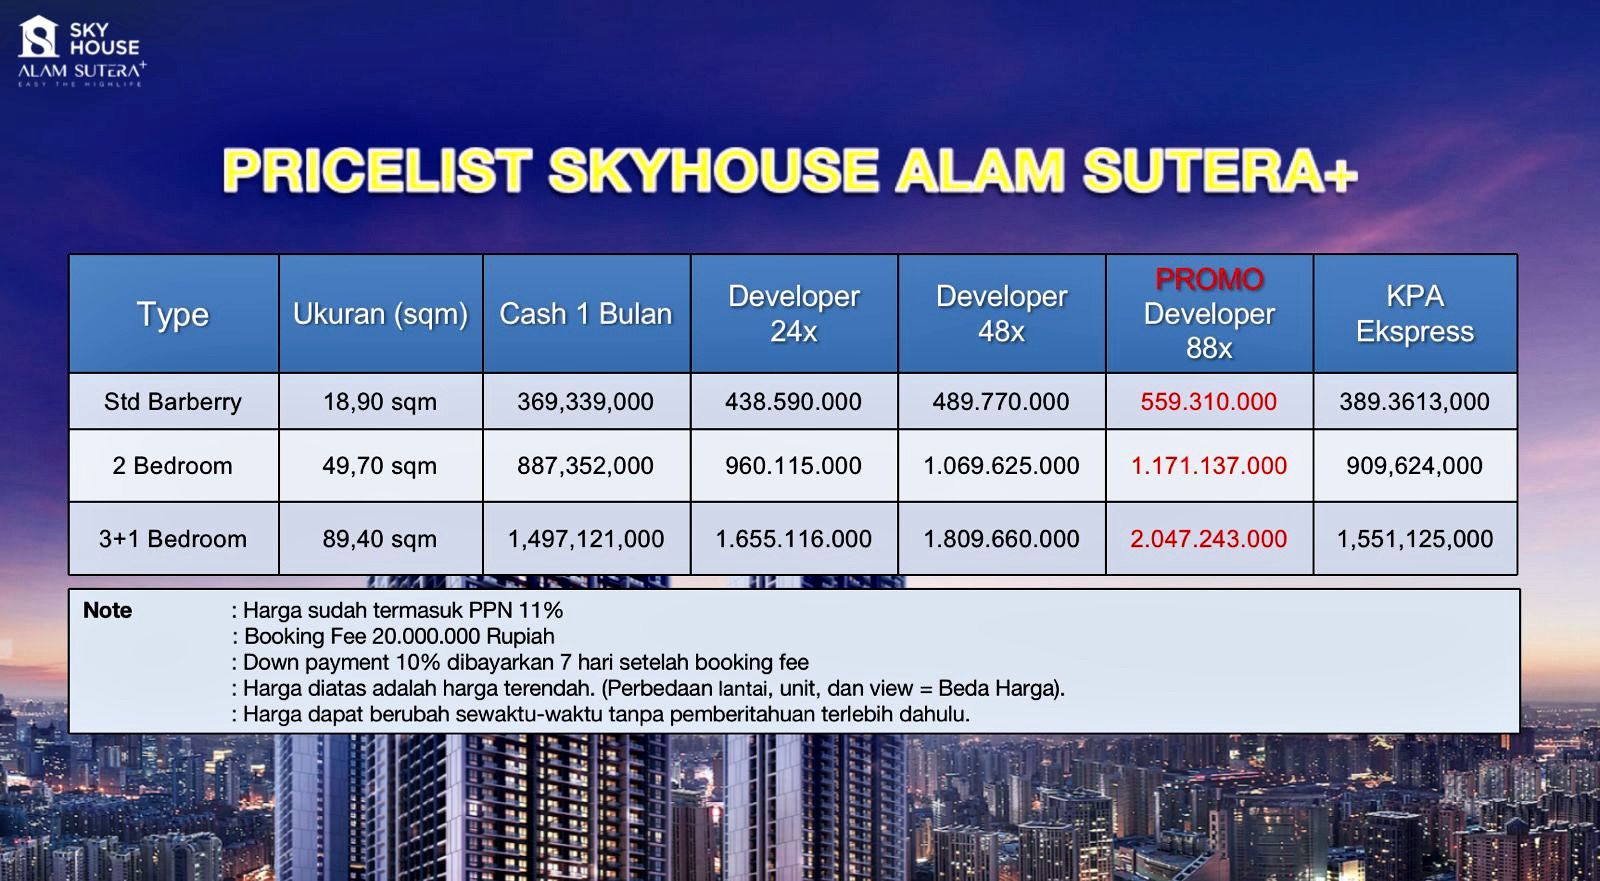 SKY
HOUSE
ALAM SUTERA+
EASY THE HIGHLIFE
PRICELIST SKYHOUSE ALAM SUTERA+
Type
Ukuran (sqm)
Cash 1 Bulan
Developer
24x
Developer
48x
PROMO
Developer
88x
KPA
Ekspress
Std Barberry 18,90 sqm 369,339,000 438.590.000 489.770.000 559.310.000 389.3613,000
2 Bedroom 49,70 sqm 887,352,000 960.115.000 1.069.625.000 1.171.137.000 909,624,000
3+1 Bedroom 89,40 sqm 1,497,121,000 1.655.116.000 1.809.660.000 2.047.243.000 1,551,125,000
Note : Harga sudah termasuk PPN 11%
: Booking Fee 20.000.000 Rupiah
: Down payment 10% dibayarkan 7 hari setelah booking fee
: Harga diatas adalah harga terendah. (Perbedaan lantai, unit, dan view = Beda Harga).
: Harga dapat berubah sewaktu-waktu tanpa pemberitahuan terlebih dahulu.